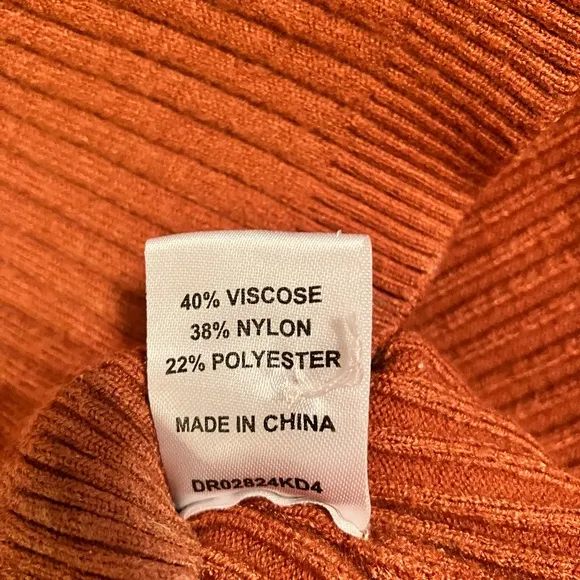 40% VISCOSE
38% NYLON
22% POLYESTER
MADE IN CHINA
DR02824KD4